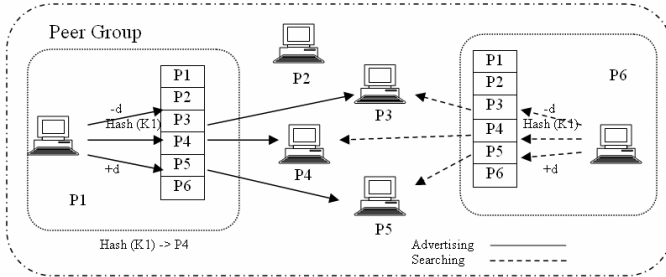 Peer Group
P1
P2
P3
P4
P5
P6
-d
Hash (K1)
+d
P1
Hash (K1) -> P4
P2
P3
P4
P5
P1
P2
P3
P4
P5
P6
-d
Hash (K1)
+d
P6
Advertising
Searching